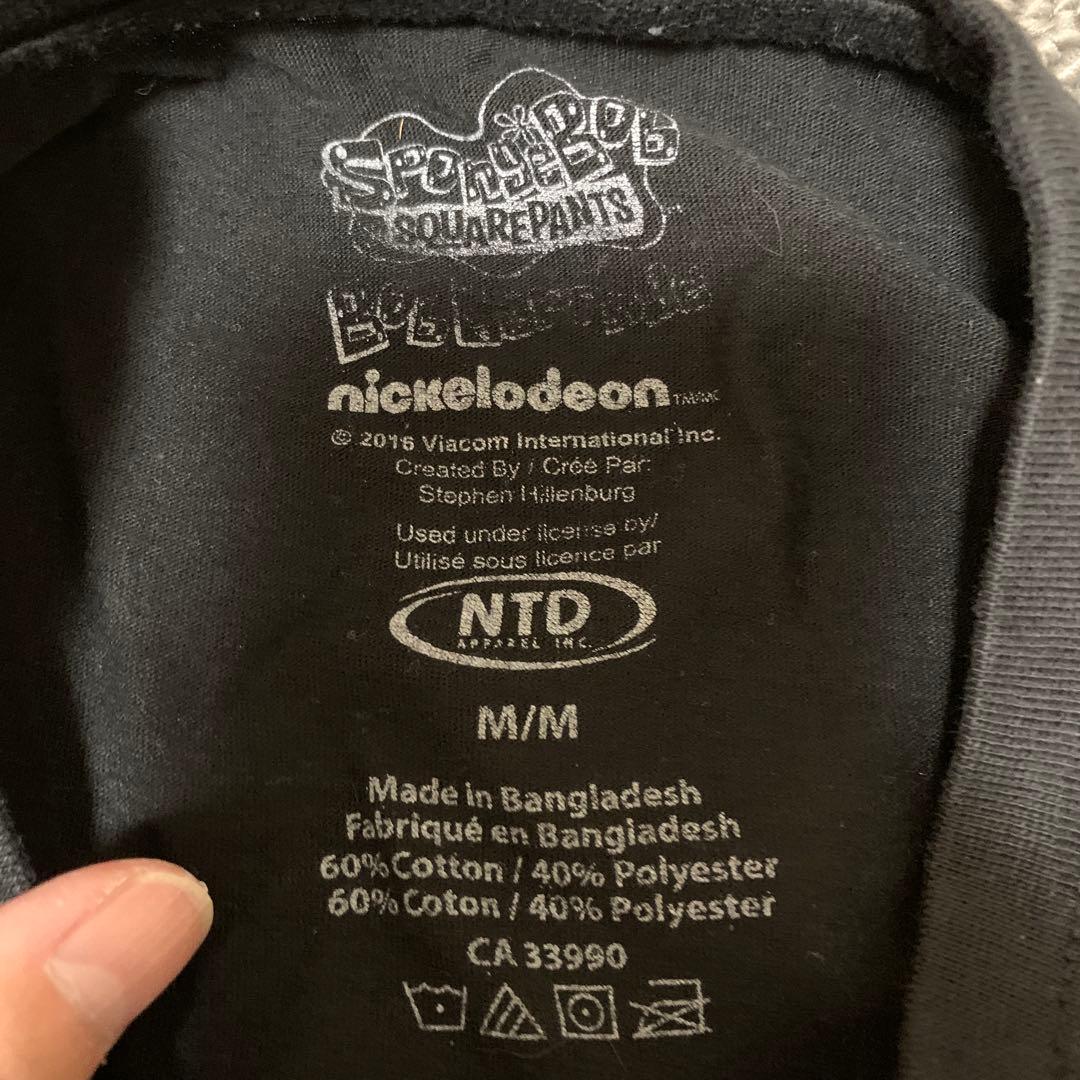 SPONGEBOB
SQUAREPANTS
BOB
nickelodeon TM/MC
© 2016 Viacom International Inc.
Created By / Crée Par:
Stephen Hillenburg
Used under license by/
Utilisé sous licence par
NTD
APPAREL INC.
M/M
Made in Bangladesh
Fabriqué en Bangladesh
60% Cotton / 40% Polyester
60% Coton / 40% Polyester
CA 33990